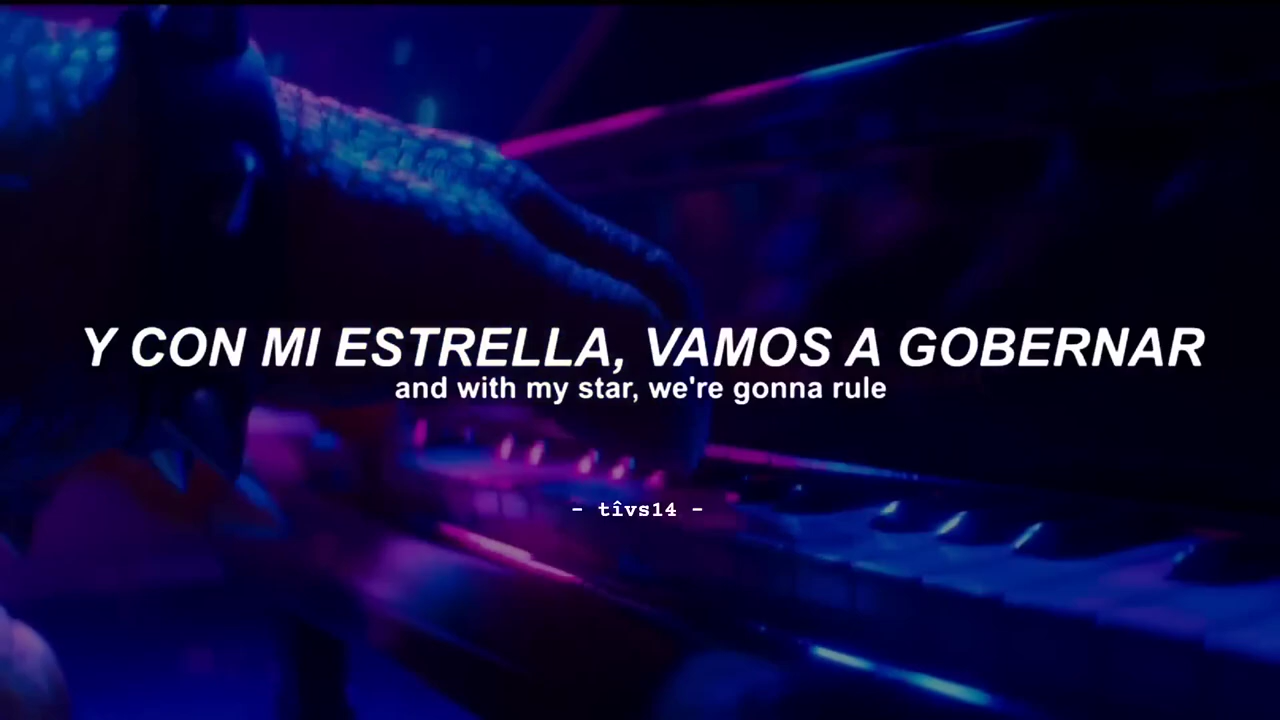 Y CON MI ESTRELLA, VAMOS A GOBERNAR
and with my star, we're gonna rule
- tîvs14 -